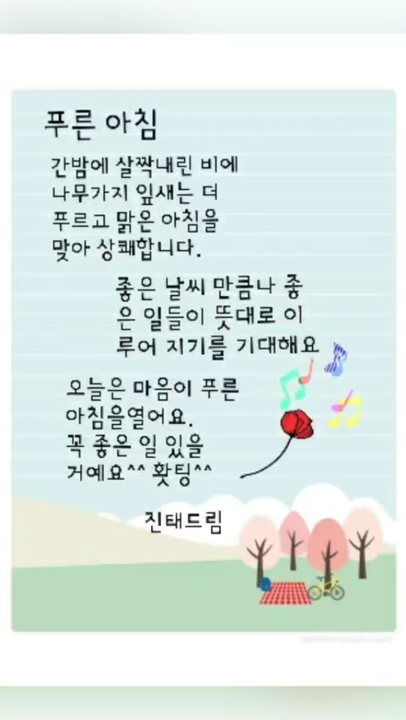 푸른 아침
간밤에 살짝내린 비에
나무가지 잎새는 더
푸르고 맑은 아침을
맞아 상쾌합니다.
좋은 날씨 만큼나 좋
은 일들이 뜻대로 이
루어 지기를 기대해요
오늘은 마음이 푸른
아침을열어요.
꼭 좋은 일 있을
거예요^^ 홧팅^^
진태드림